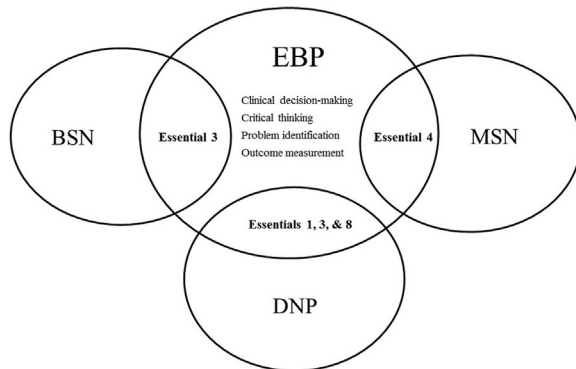 EBP
Clinical decision-making
Critical thinking
Problem identification
Outcome measurement
BSN
Essential 3
Essential 4
MSN
Essentials 1, 3, & 8
DNP